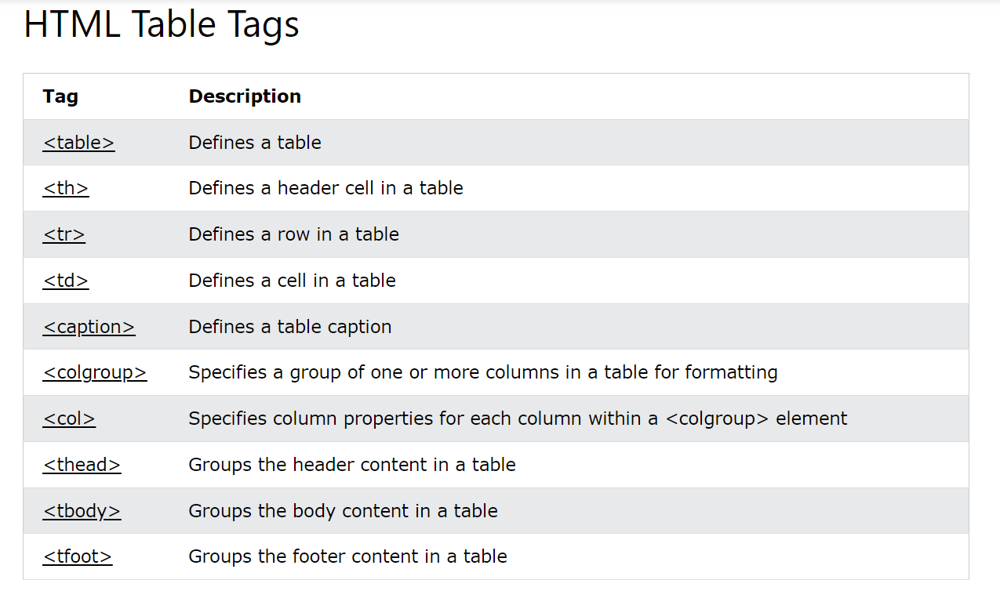 HTML Table Tags
Tag Description
<table> Defines a table
<th> Defines a header cell in a table
<tr> Defines a row in a table
<td> Defines a cell in a table
<caption> Defines a table caption
<colgroup> Specifies a group of one or more columns in a table for formatting
<col> Specifies column properties for each column within a <colgroup> element
<thead> Groups the header content in a table
<tbody> Groups the body content in a table
<tfoot> Groups the footer content in a table